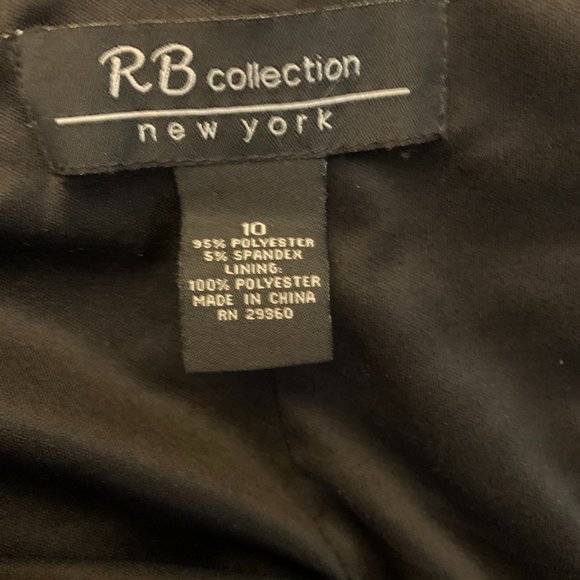 RB collection
new york
10
95% POLYESTER
5% SPANDEX
LINING:
100% POLYESTER
MADE IN CHINA
RN 29360